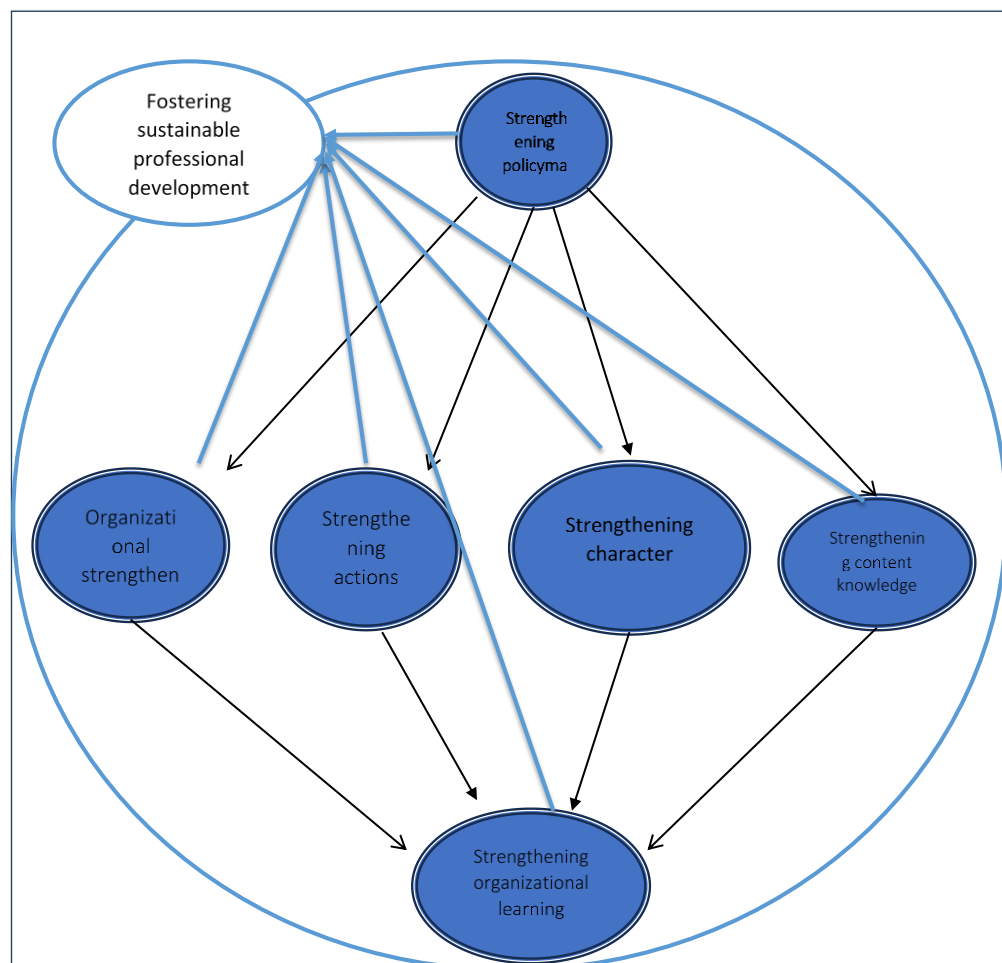 Fostering
sustainable
professional
development
Strength
ening
policyma
Organizati
onal
strengthen
Strengthe
ning
actions
Strengthening
character
Strengthenin
g content
knowledge
Strengthening
organizational
learning